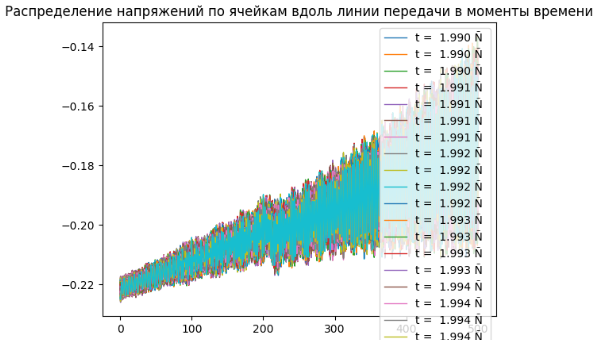 Распределение напряжений по ячейкам вдоль линии передачи в моменты времени
−0.14
−0.16
−0.18
−0.20
−0.22
0
100
200
300
400
500
t =  1.990 Ñ
t =  1.990 Ñ
t =  1.990 Ñ
t =  1.991 Ñ
t =  1.991 Ñ
t =  1.991 Ñ
t =  1.991 Ñ
t =  1.992 Ñ
t =  1.992 Ñ
t =  1.992 Ñ
t =  1.992 Ñ
t =  1.993 Ñ
t =  1.993 Ñ
t =  1.993 Ñ
t =  1.993 Ñ
t =  1.994 Ñ
t =  1.994 Ñ
t =  1.994 Ñ
t =  1.994 Ñ